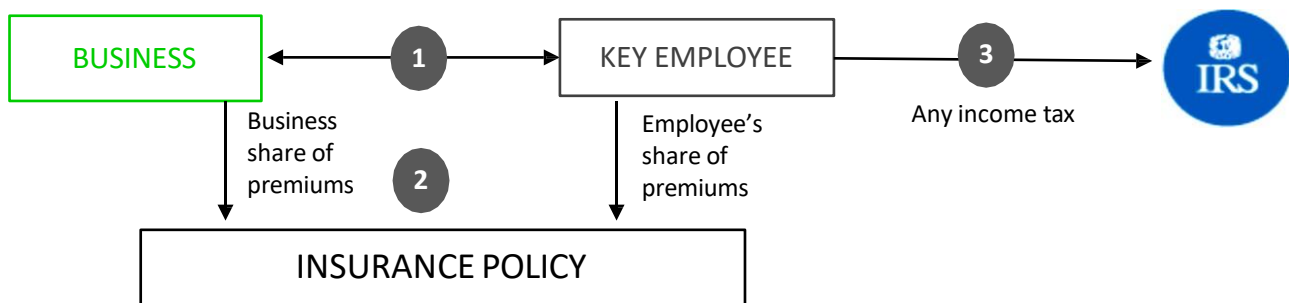 BUSINESS
1
KEY EMPLOYEE
3
IRS
Any income tax
Business
share of
premiums
2
Employee's
share of
premiums
INSURANCE POLICY